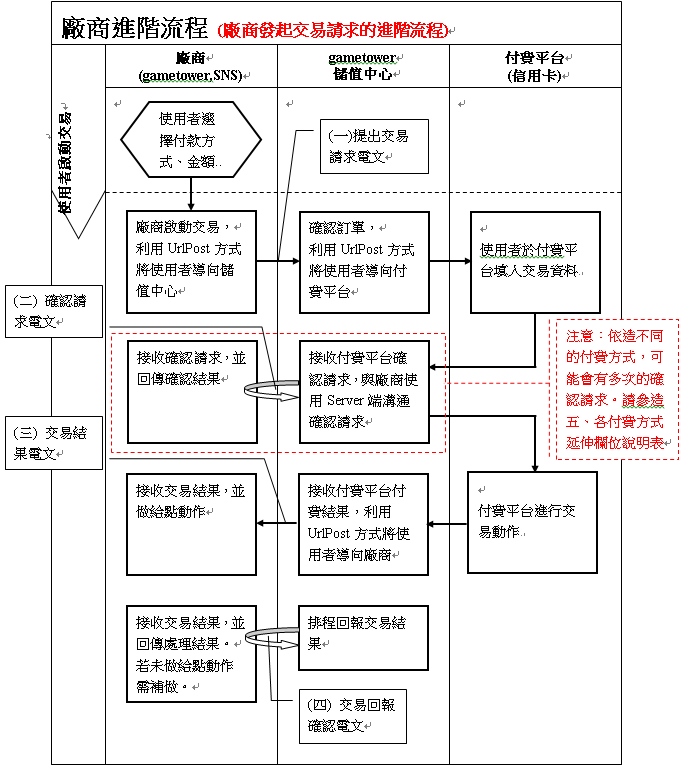 廠商進階流程 (廠商發起交易請求的進階流程)
廠商
(gametower,SNS)
gametower
儲值中心
付費平台
(信用卡)
使用者啟動交易
使用者選
擇付款方
式、金額..
(一)提出交易
請求電文
廠商啟動交易，
利用 UrlPost 方式
將使用者導向儲
值中心
確認訂單，
利用 UrlPost 方式
將使用者導向付
費平台
使用者於付費平
台填入交易資料.
(二) 確認請
求電文
接收確認請求，並
回傳確認結果
接收付費平台確
認請求，與廠商使
用 Server 端溝通
確認請求
注意：依造不同
的付費方式，可
能會有多次的確
認請求。請參造
五、各付費方式
延伸欄位說明表
(三) 交易結
果電文
接收交易結果，並
做給點動作
接收付費平台付
費結果，利用
UrlPost 方式將使
用者導向廠商
付費平台進行交
易動作.
接收交易結果，並
回傳處理結果。
若未做給點動作
需補做。
排程回報交易結
果
(四) 交易回報
確認電文